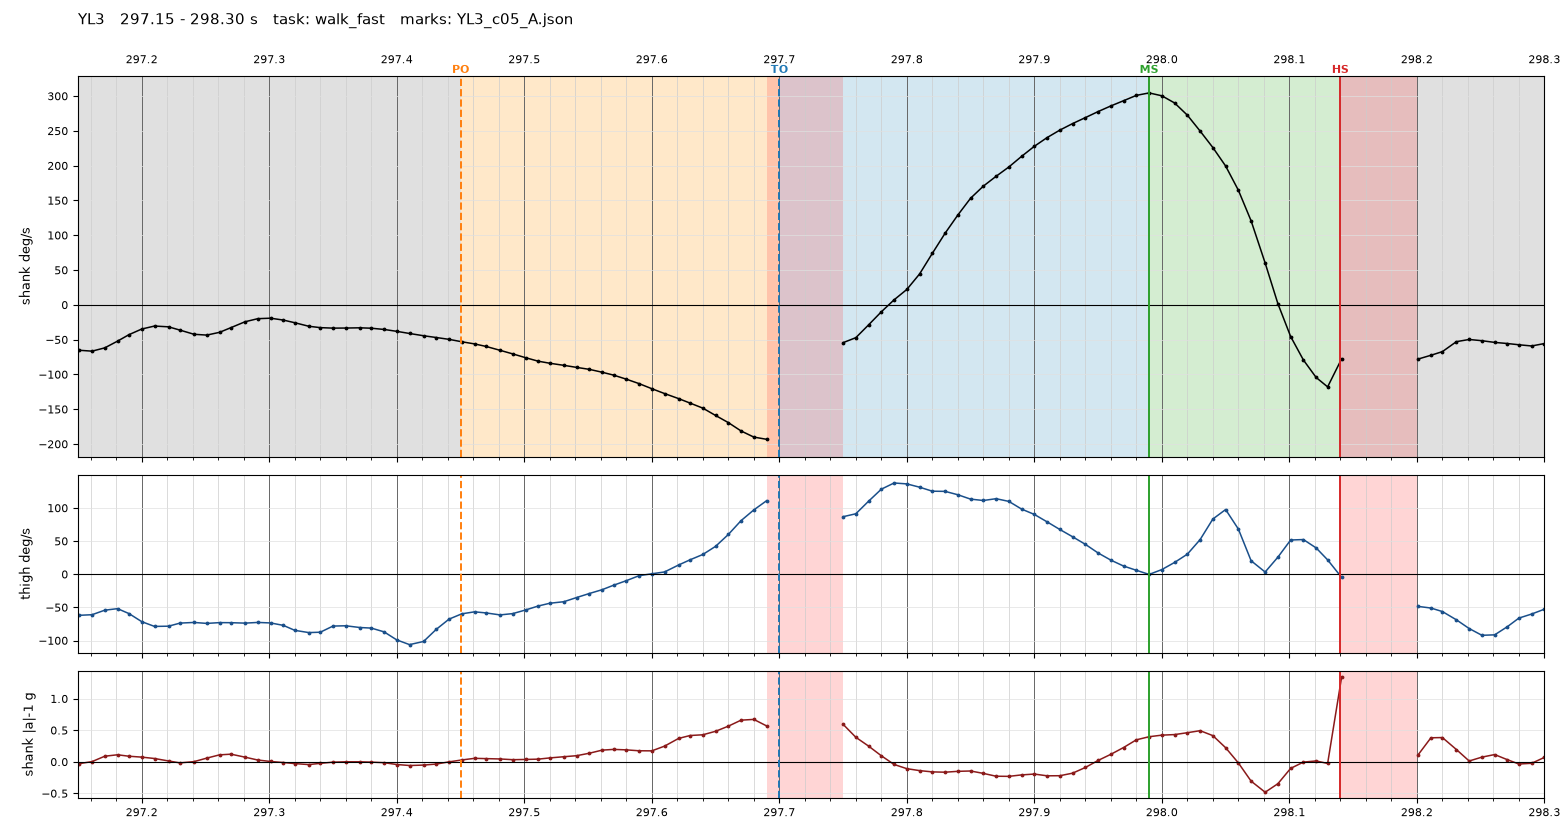 YL3   297.15 - 298.30 s   task: walk_fast   marks: YL3_c05_A.json
297.2 297.3 297.4 297.5 297.6 297.7 297.8 297.9 298.0 298.1 298.2 298.3
PO TO MS HS
shank deg/s
300
250
200
150
100
50
0
−50
−100
−150
−200
thigh deg/s
100
50
0
−50
−100
shank |a|-1 g
1.0
0.5
0.0
−0.5
297.2 297.3 297.4 297.5 297.6 297.7 297.8 297.9 298.0 298.1 298.2 298.3